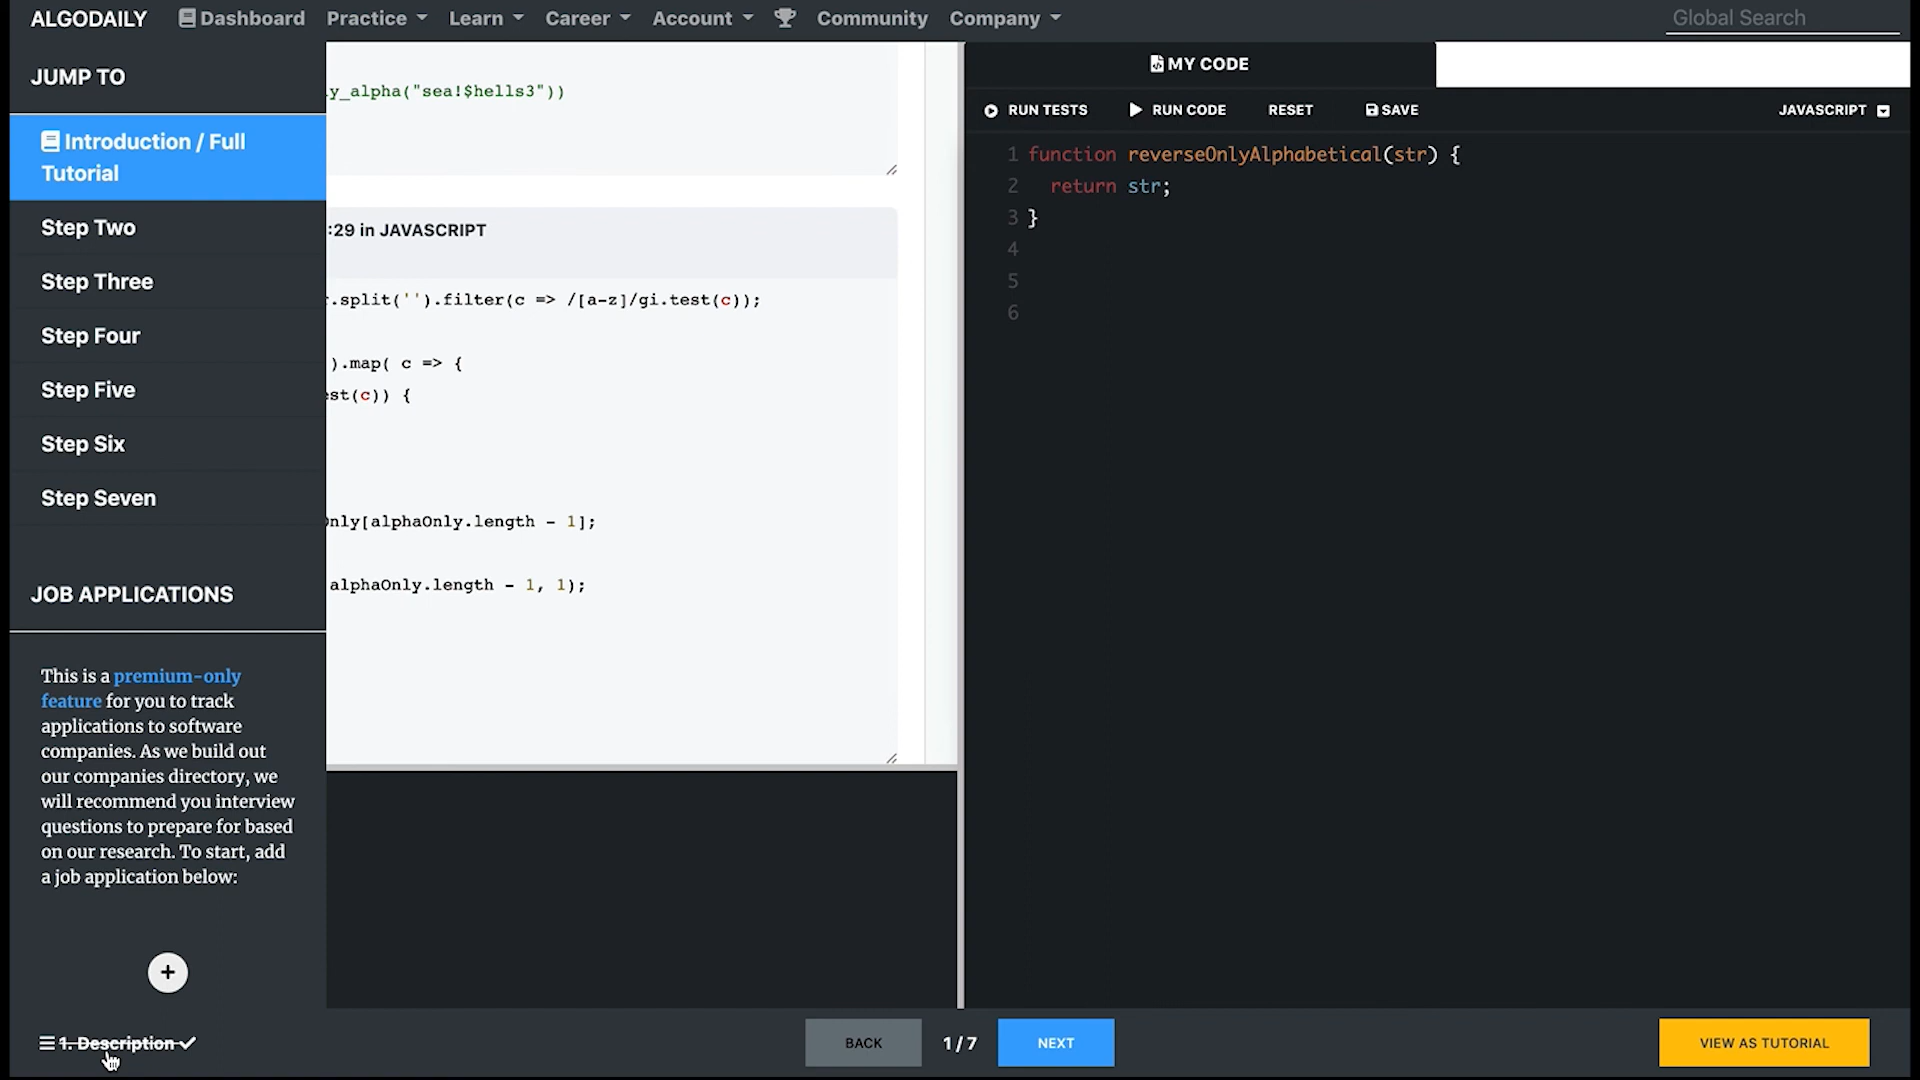 ALGODAILY Dashboard Practice Learn Career Account Community Company Global Search
JUMP TO
Introduction / Full
Tutorial
Step Two
Step Three
Step Four
Step Five
Step Six
Step Seven
JOB APPLICATIONS
This is a premium-only
feature for you to track
applications to software
companies. As we build out
our companies directory, we
will recommend you interview
questions to prepare for based
on our research. To start, add
a job application below:
+
y_alpha("sea!$hells3"))
:29 in JAVASCRIPT
.split('').filter(c => /[a-z]/gi.test(c));
).map( c => {
est(c)) {
Only[alphaOnly.length - 1];
alphaOnly.length - 1, 1);
MY CODE
RUN TESTS RUN CODE RESET SAVE JAVASCRIPT
1 function reverseOnlyAlphabetical(str) {
2 return str;
3 }
4
5
6
1. Description
BACK 1 / 7 NEXT VIEW AS TUTORIAL